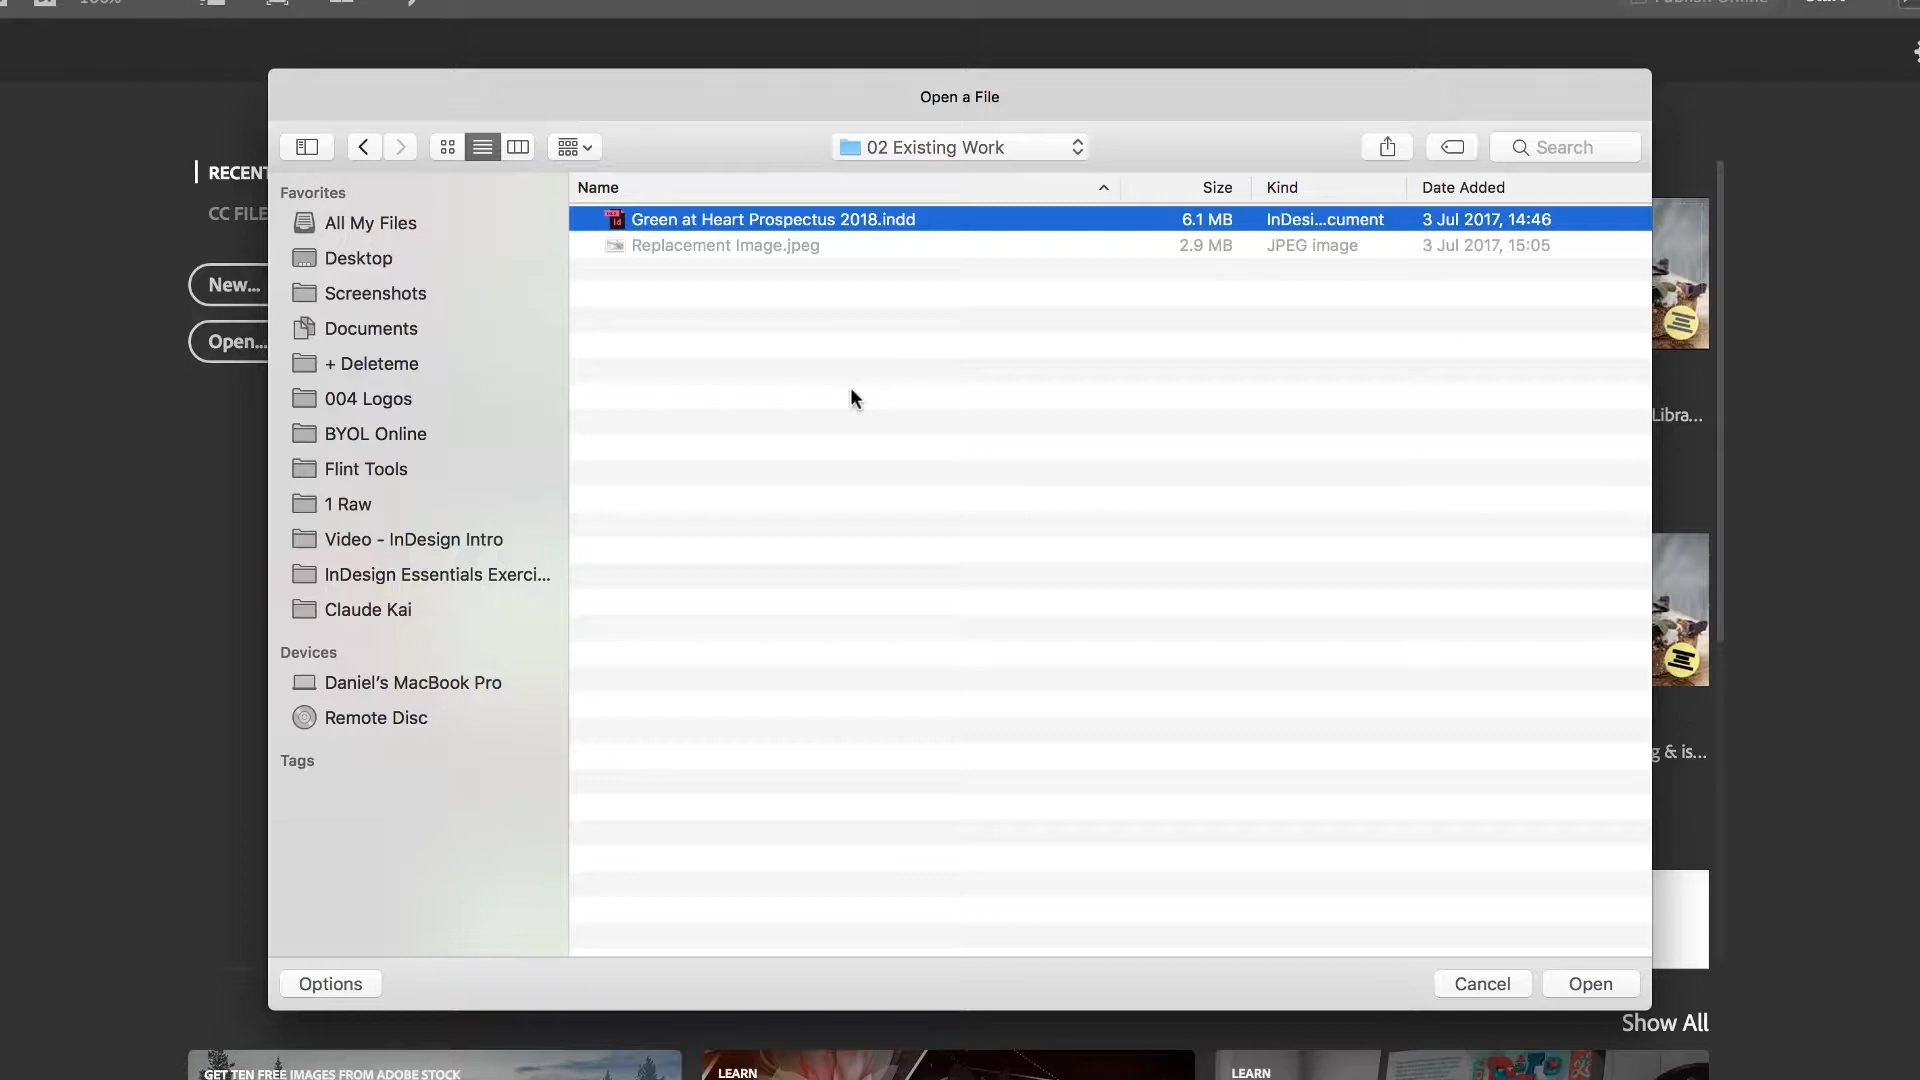 100%
Open a File
02 Existing Work
Search
RECENT
CC FILE
New...
Open...
Favorites
All My Files
Desktop
Screenshots
Documents
+ Deleteme
004 Logos
BYOL Online
Flint Tools
1 Raw
Video - InDesign Intro
InDesign Essentials Exerci...
Claude Kai
Devices
Daniel's MacBook Pro
Remote Disc
Tags
Name Size Kind Date Added
Green at Heart Prospectus 2018.indd 6.1 MB InDesi...cument 3 Jul 2017, 14:46
Replacement Image.jpeg 2.9 MB JPEG image 3 Jul 2017, 15:05
Libra...
g & is...
Options
Cancel
Open
Show All
GET TEN FREE IMAGES FROM ADOBE STOCK
LEARN
LEARN